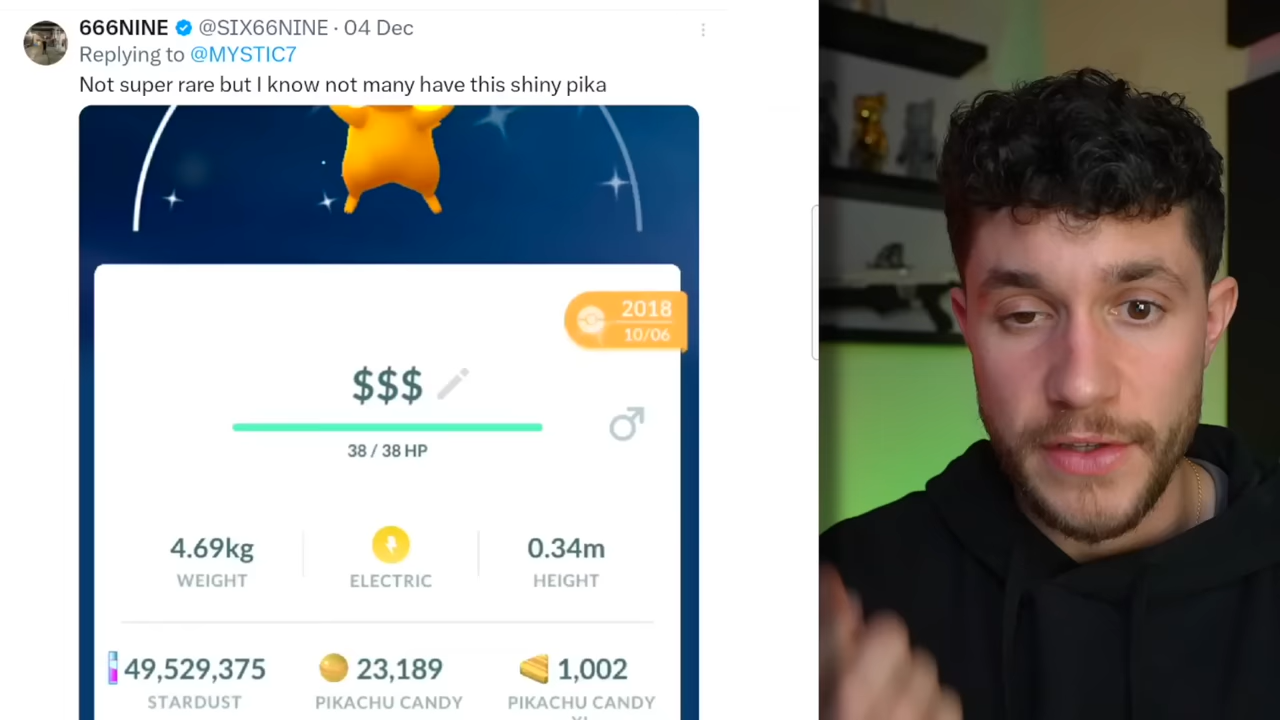 666NINE @SIX66NINE · 04 Dec
Replying to @MYSTIC7
Not super rare but I know not many have this shiny pika
2018
10/06
$$$
38 / 38 HP
4.69kg
WEIGHT
ELECTRIC
0.34m
HEIGHT
49,529,375
STARDUST
23,189
PIKACHU CANDY
1,002
PIKACHU CANDY
XL